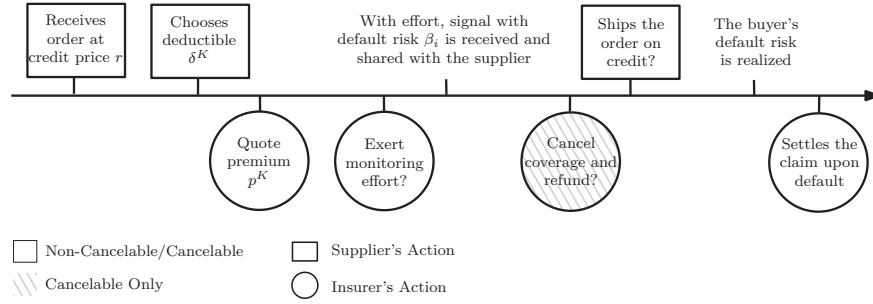 Receives
order at
credit price r
Chooses
deductible
δ^K
With effort, signal with
default risk β_i is received and
shared with the supplier
Ships the
order on
credit?
The buyer's
default risk
is realized
Quote
premium
p^K
Exert
monitoring
effort?
Cancel
coverage and
refund?
Settles the
claim upon
default
Non-Cancelable/Cancelable
Supplier's Action
Cancelable Only
Insurer's Action